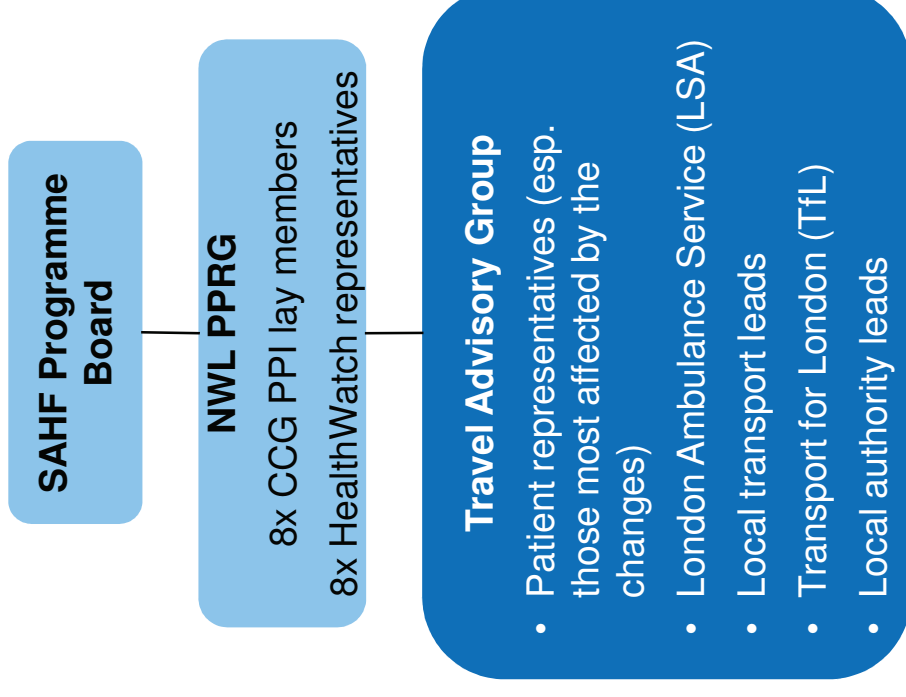 SAHF Programme
Board
NWL PPRG
8x CCG PPI lay members
8x HealthWatch representatives
Travel Advisory Group
• Patient representatives (esp.
those most affected by the
changes)
• London Ambulance Service (LSA)
• Local transport leads
• Transport for London (TfL)
• Local authority leads